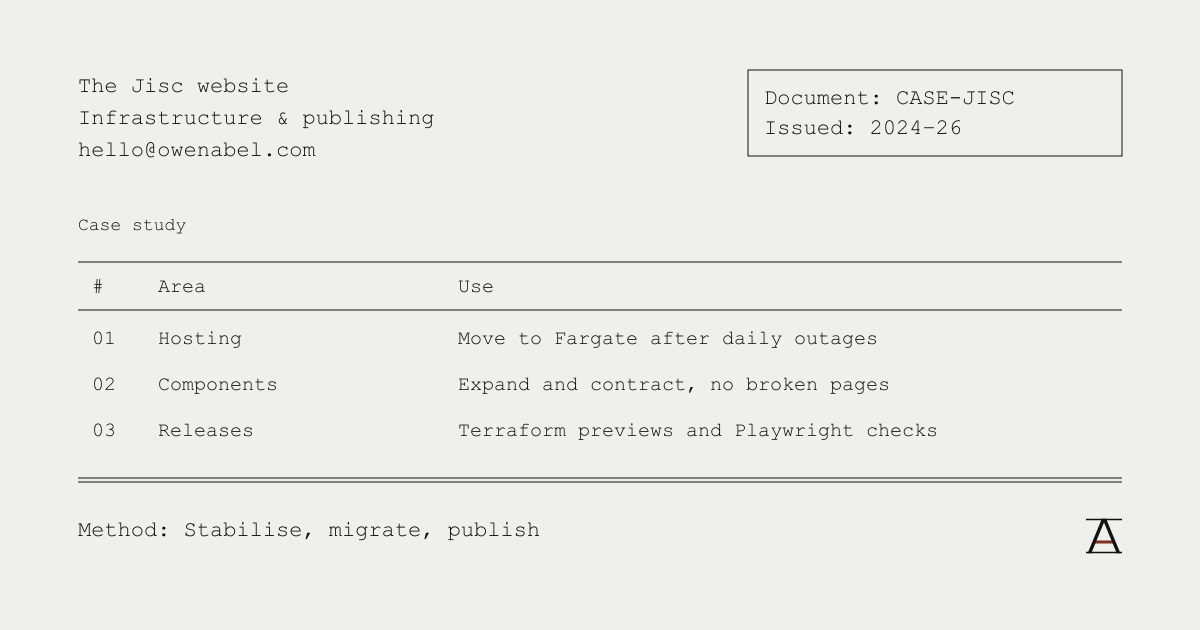 The Jisc website
Infrastructure & publishing
hello@owenabel.com
Document: CASE-JISC
Issued: 2024–26
Case study
# Area Use
01 Hosting Move to Fargate after daily outages
02 Components Expand and contract, no broken pages
03 Releases Terraform previews and Playwright checks
Method: Stabilise, migrate, publish
A